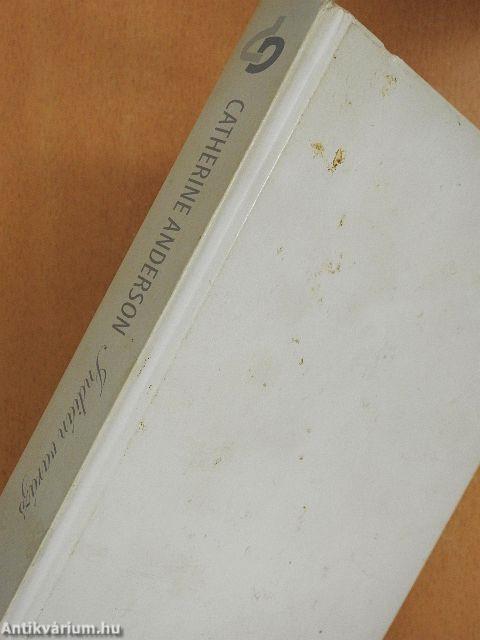 G
CATHERINE ANDERSON Indián varázs
Antikvárium.hu